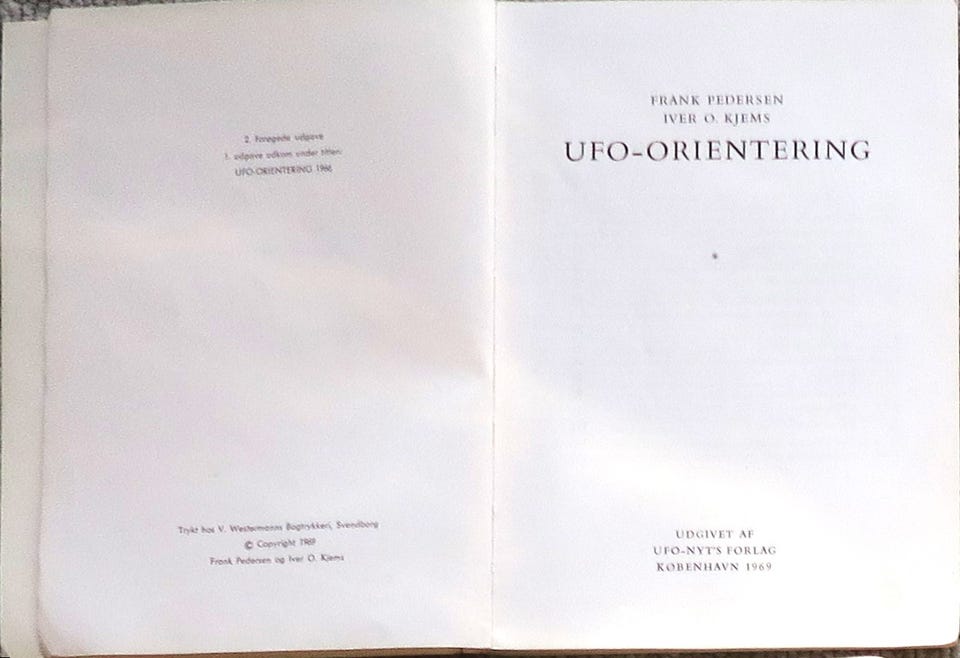 2. Forøgede udgave
1. udgave udkom under titlen:
UFO-ORIENTERING 1966
Trykt hos V. Westermanns Bogtrykkeri, Svendborg
© Copyright 1969
Frank Pedersen og Iver O. Kjems
FRANK PEDERSEN
IVER O. KJEMS
UFO-ORIENTERING
*
UDGIVET AF
UFO-NYT'S FORLAG
KØBENHAVN 1969